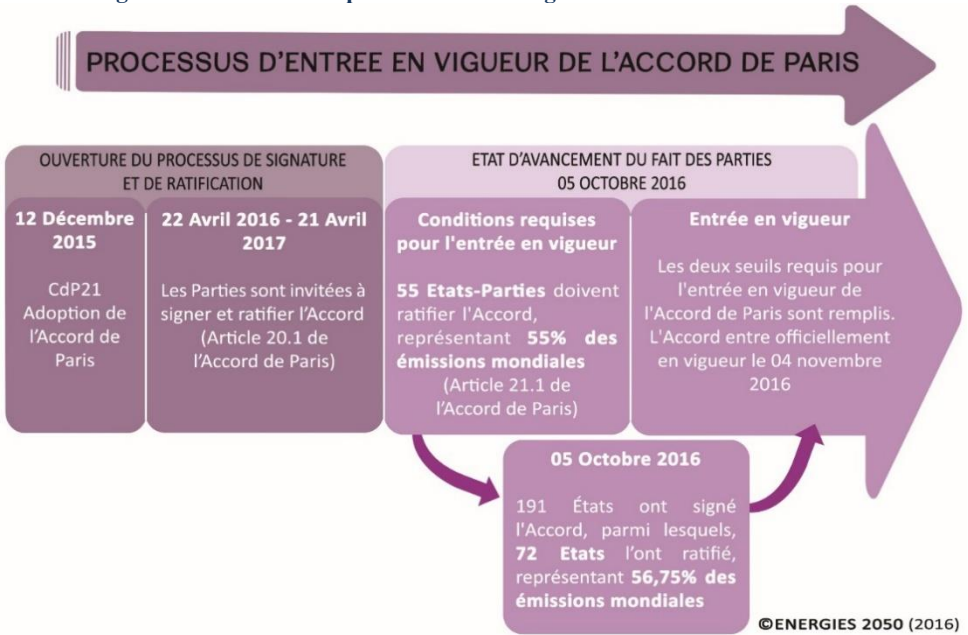 PROCESSUS D'ENTREE EN VIGUEUR DE L'ACCORD DE PARIS
OUVERTURE DU PROCESSUS DE SIGNATURE
ET DE RATIFICATION
ETAT D'AVANCEMENT DU FAIT DES PARTIES
05 OCTOBRE 2016
12 Décembre
2015
CdP21
Adoption de
l'Accord de
Paris
22 Avril 2016 - 21 Avril
2017
Les Parties sont invitées à
signer et ratifier l'Accord
(Article 20.1 de
l'Accord de Paris)
Conditions requises
pour l'entrée en vigueur
55 Etats-Parties doivent
ratifier l'Accord,
représentant 55% des
émissions mondiales
(Article 21.1 de
l'Accord de Paris)
Entrée en vigueur
Les deux seuils requis pour
l'entrée en vigueur de
l'Accord de Paris sont remplis.
L'Accord entre officiellement
en vigueur le 04 novembre
2016
05 Octobre 2016
191 États ont signé
l'Accord, parmi lesquels,
72 Etats l'ont ratifié,
représentant 56,75% des
émissions mondiales
©ENERGIES 2050 (2016)